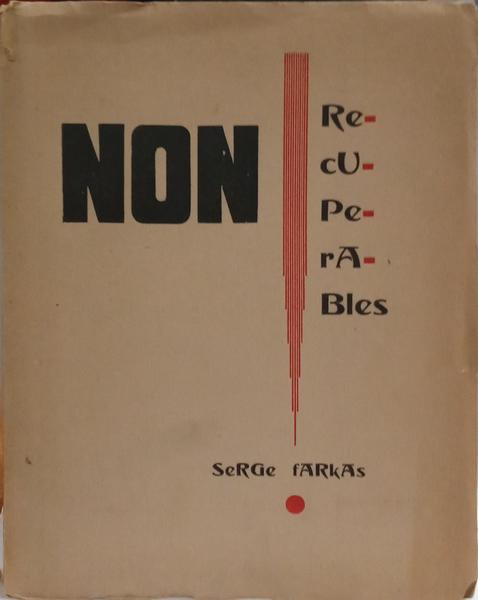 NON
Re-
cU-
Pe-
rA-
Bles
SeRGe fARkAs